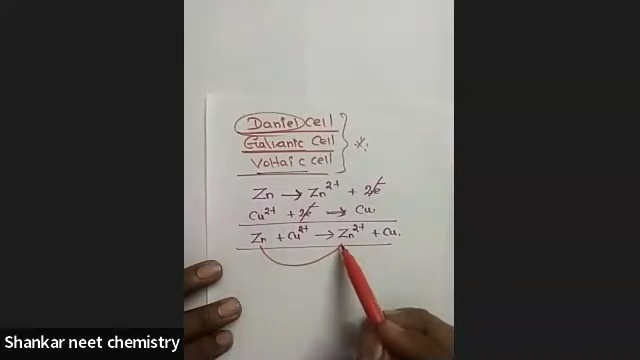 Daniel Cell
Galvanic Cell
Voltaic cell
Zn → Zn²⁺ + 2e⁻
Cu²⁺ + 2e⁻ → Cu
Zn + Cu²⁺ → Zn²⁺ + Cu.
Shankar neet chemistry